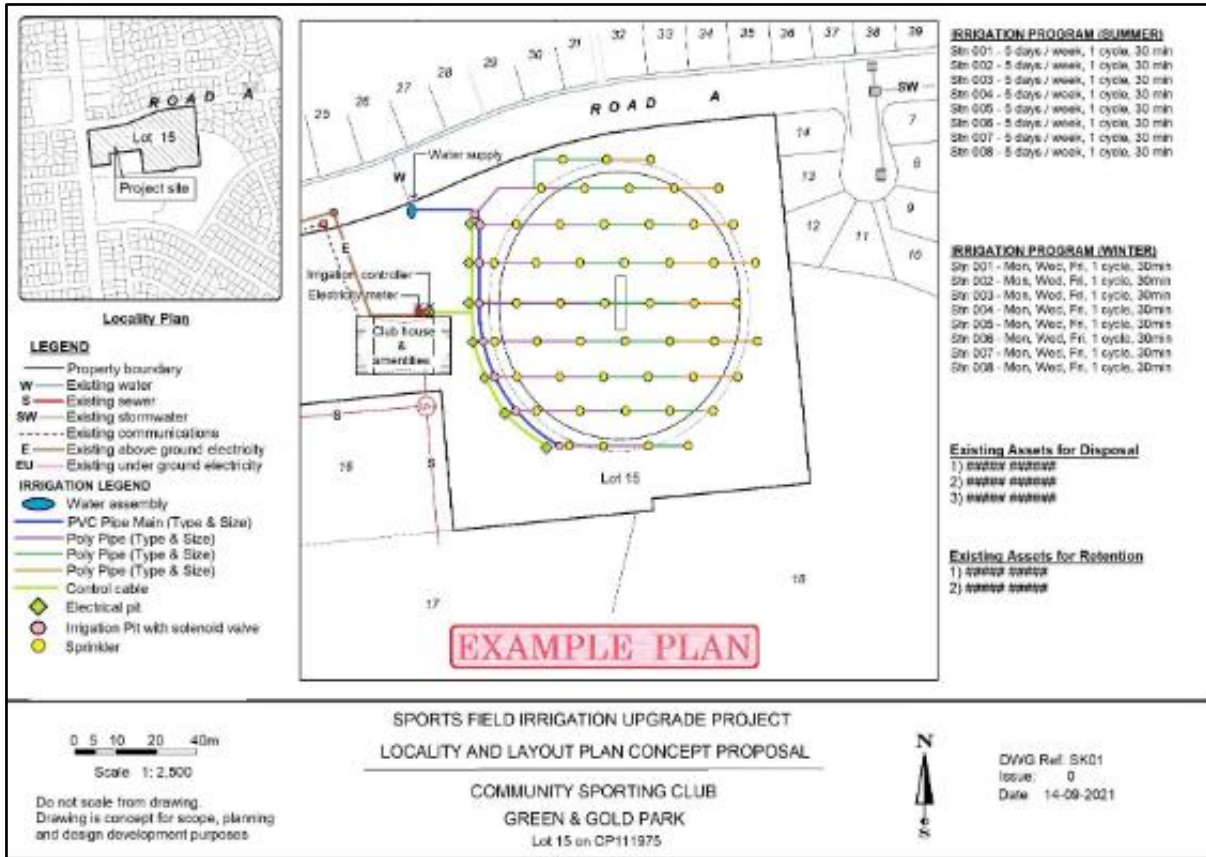 ROAD A
Lot 15
Project site
Locality Plan
LEGEND
Property boundary
W Existing water
S Existing sewer
SW Existing stormwater
Existing communications
E Existing above ground electricity
EU Existing under ground electricity
IRRIGATION LEGEND
Water assembly
PVC Pipe Main (Type & Size)
Poly Pipe (Type & Size)
Poly Pipe (Type & Size)
Poly Pipe (Type & Size)
Control cable
Electrical pit
Irrigation Pit with solenoid valve
Sprinkler
25 26 27 28 29 30 31 32 33 34 35 36 37 38 39
ROAD A
SW
14
7
13
9
12
11
10
Water supply
W
E
Irrigation controller
Electricity meter
Club house
&
amenities
S
S
16
17
Lot 15
EXAMPLE PLAN
IRRIGATION PROGRAM (SUMMER)
Stn 001 - 5 days / week, 1 cycle, 30 min
Stn 002 - 5 days / week, 1 cycle, 30 min
Stn 003 - 5 days / week, 1 cycle, 30 min
Stn 004 - 5 days / week, 1 cycle, 30 min
Stn 005 - 5 days / week, 1 cycle, 30 min
Stn 006 - 5 days / week, 1 cycle, 30 min
Stn 007 - 5 days / week, 1 cycle, 30 min
Stn 008 - 5 days / week, 1 cycle, 30 min
IRRIGATION PROGRAM (WINTER)
Stn 001 - Mon, Wed, Fri, 1 cycle, 30min
Stn 002 - Mon, Wed, Fri, 1 cycle, 30min
Stn 003 - Mon, Wed, Fri, 1 cycle, 30min
Stn 004 - Mon, Wed, Fri, 1 cycle, 30min
Stn 005 - Mon, Wed, Fri, 1 cycle, 30min
Stn 006 - Mon, Wed, Fri, 1 cycle, 30min
Stn 007 - Mon, Wed, Fri, 1 cycle, 30min
Stn 008 - Mon, Wed, Fri, 1 cycle, 30min
Existing Assets for Disposal
1) ##### ######
2) ##### ######
3) ##### ######
Existing Assets for Retention
1) ##### #####
2) ##### #####
0 5 10 20 40m
Scale 1: 2,500
Do not scale from drawing.
Drawing is concept for scope, planning
and design development purposes
SPORTS FIELD IRRIGATION UPGRADE PROJECT
LOCALITY AND LAYOUT PLAN CONCEPT PROPOSAL
COMMUNITY SPORTING CLUB
GREEN & GOLD PARK
Lot 15 on CP111975
N
S
DWG Ref: SK01
Issue: 0
Date: 14-09-2021